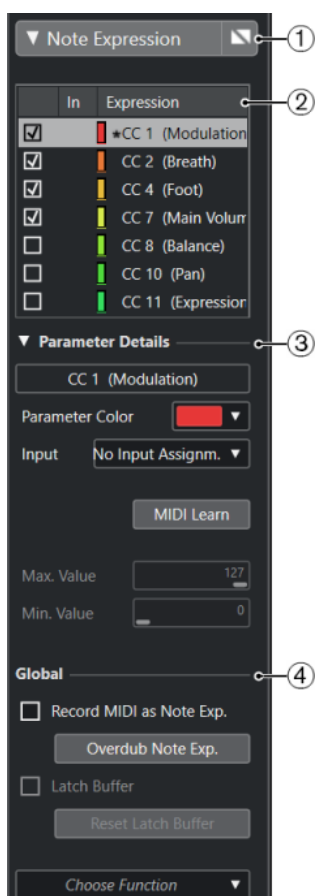 Note Expression ①
In Expression ②
*CC 1 (Modulation
CC 2 (Breath)
CC 4 (Foot)
CC 7 (Main Volum
CC 8 (Balance)
CC 10 (Pan)
CC 11 (Expression
Parameter Details ③
CC 1 (Modulation)
Parameter Color
Input No Input Assignm.
MIDI Learn
Max. Value 127
Min. Value 0
Global ④
Record MIDI as Note Exp.
Overdub Note Exp.
Latch Buffer
Reset Latch Buffer
Choose Function